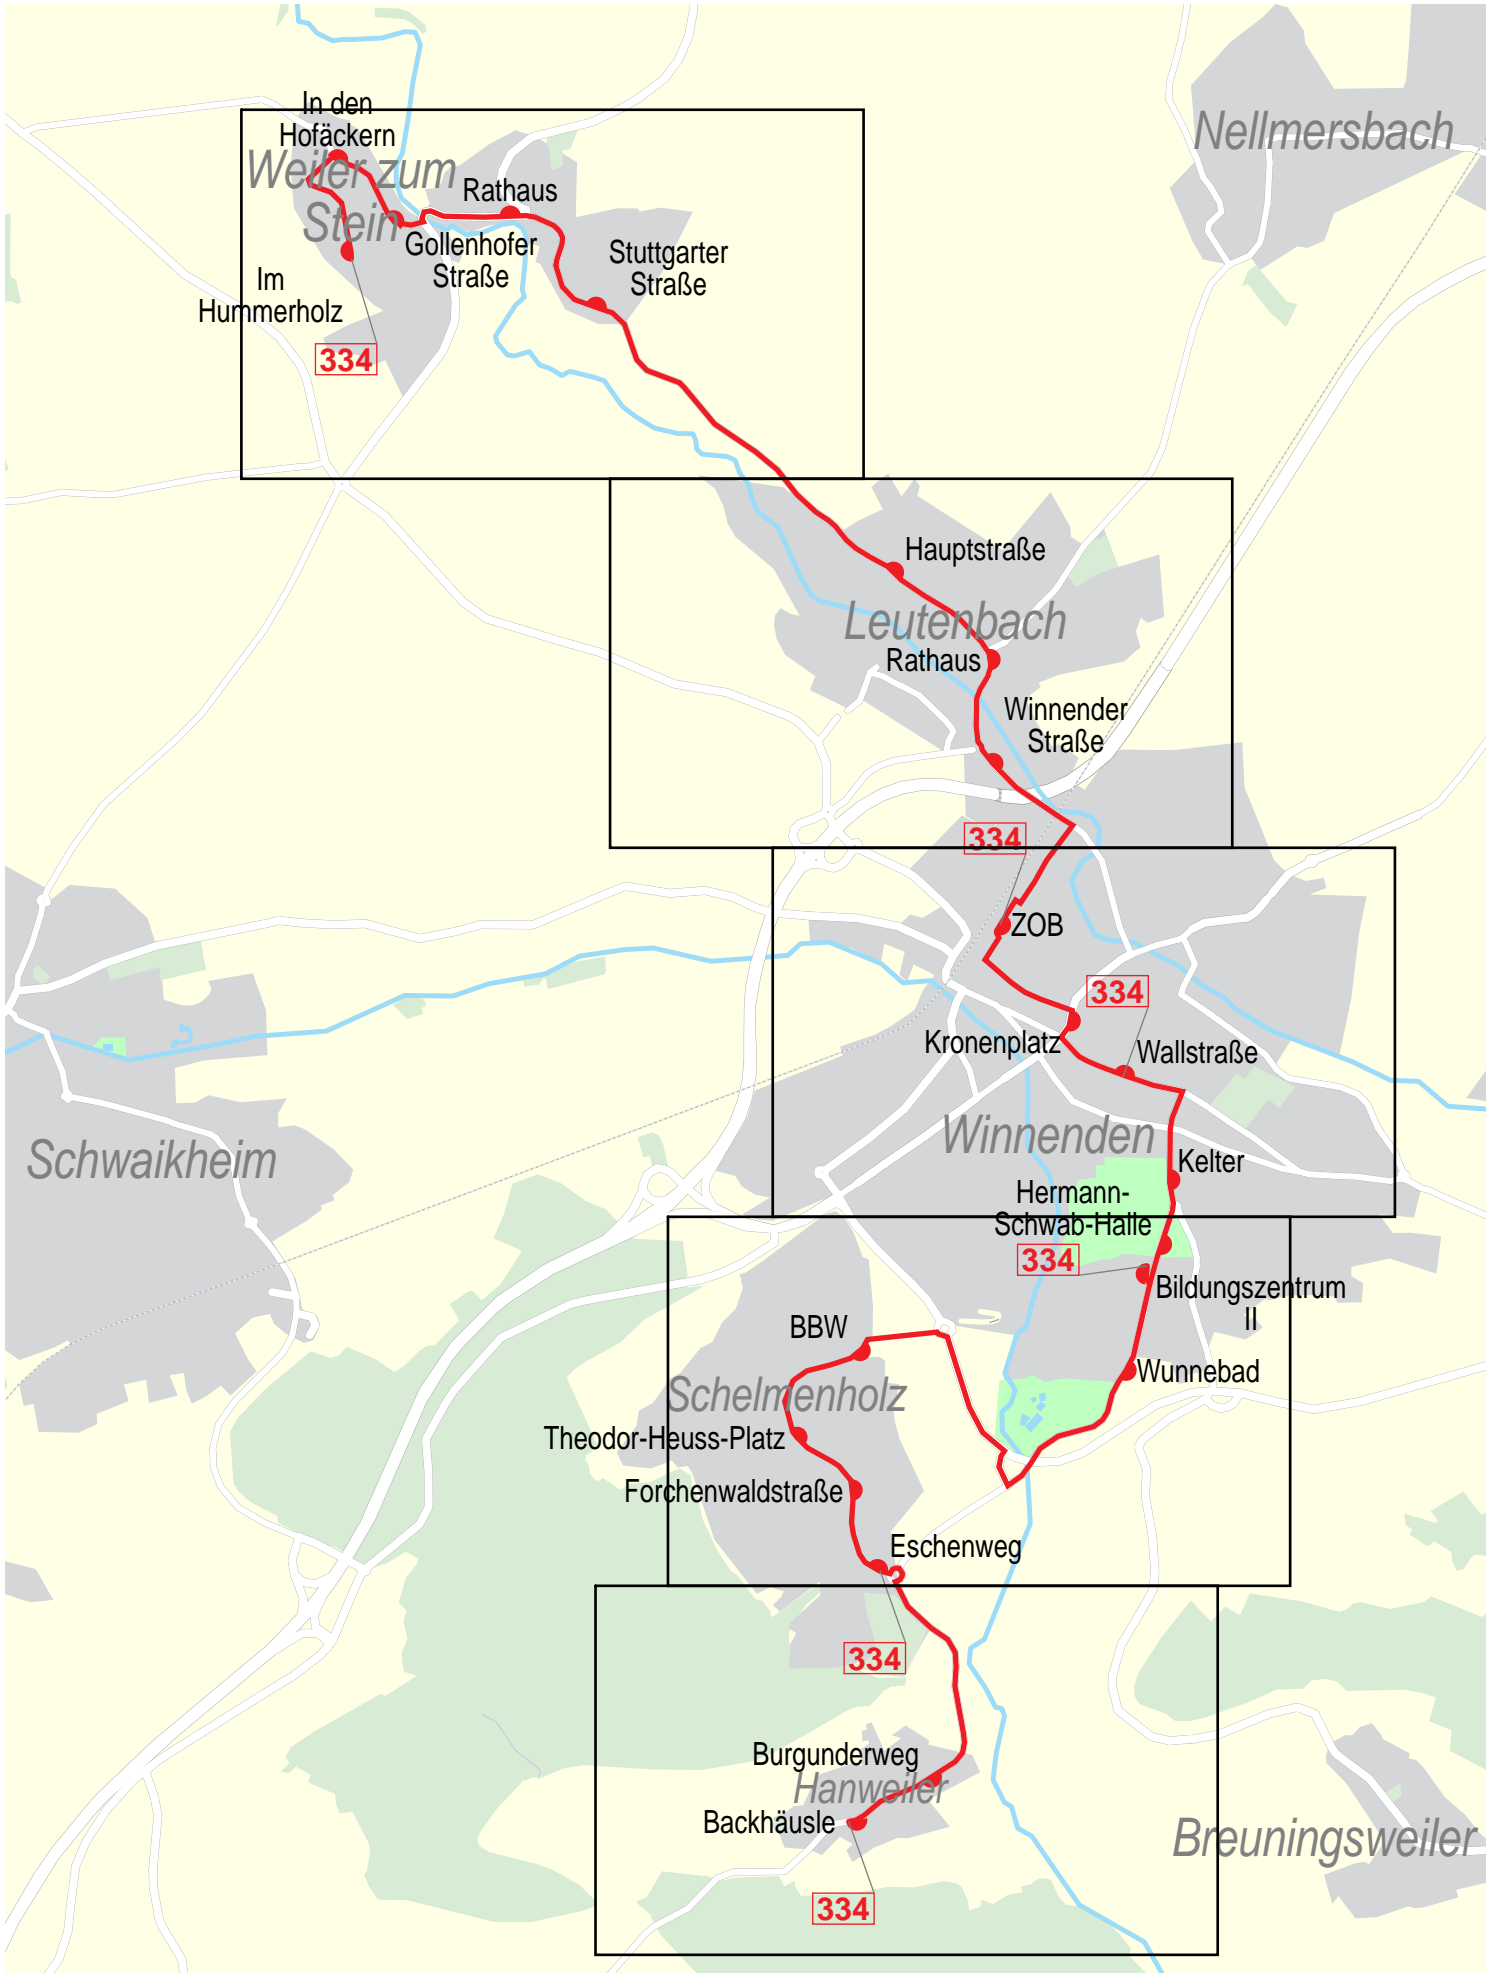 In den
Hofäckern
Nellmersbach
Weiler zum
Stein
Rathaus
Gollenhofer
Straße
Stuttgarter
Straße
Im
Hummerholz
334
Hauptstraße
Leutenbach
Rathaus
Winnender
Straße
334
ZOB
334
Kronenplatz
Wallstraße
Winnenden
Schwaikheim
Kelter
Hermann-
Schwab-Halle
334
Bildungszentrum
II
BBW
Wunnebad
Schelmenholz
Theodor-Heuss-Platz
Forchenwaldstraße
Eschenweg
334
Burgunderweg
Hanweiler
Backhäusle
Breuningsweiler
334